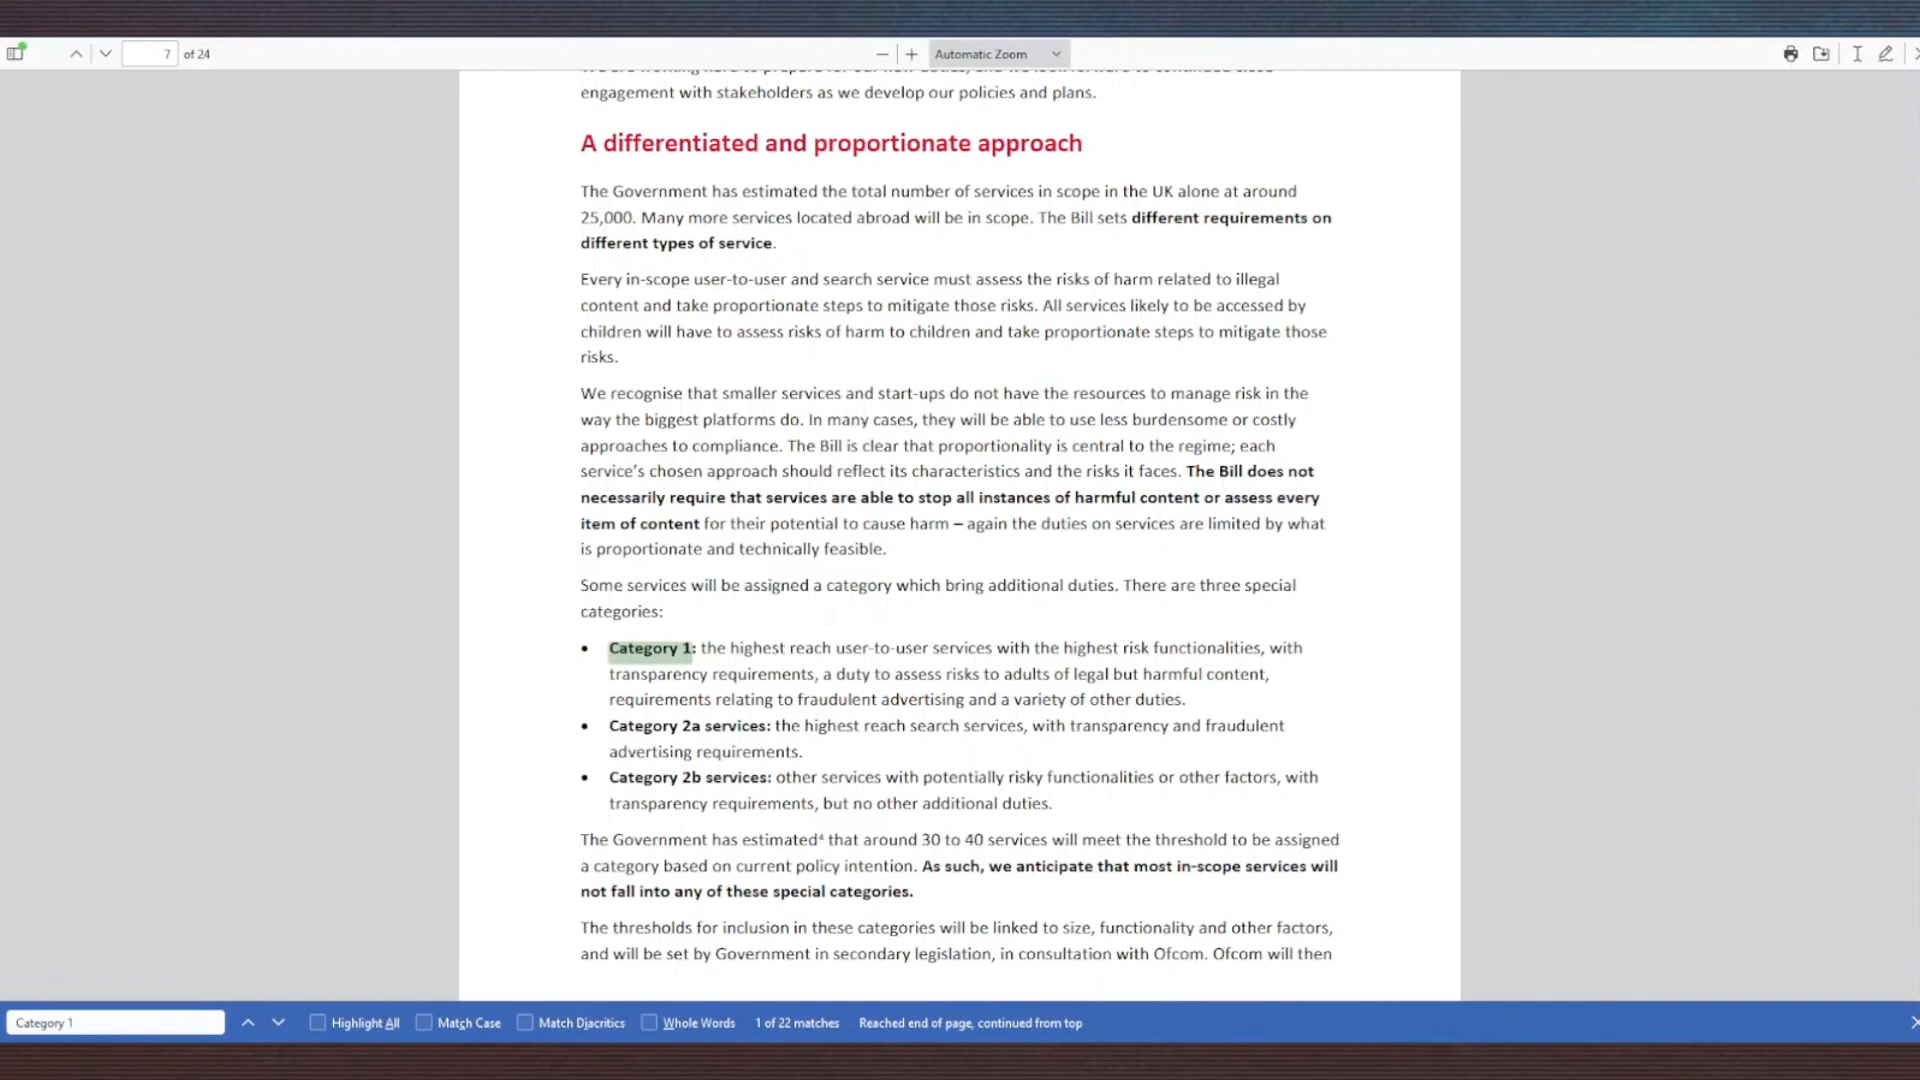 7 of 24
Automatic Zoom
We are working hard to prepare for our new duties, and we look forward to continued close
engagement with stakeholders as we develop our policies and plans.
A differentiated and proportionate approach
The Government has estimated the total number of services in scope in the UK alone at around
25,000. Many more services located abroad will be in scope. The Bill sets different requirements on
different types of service.
Every in-scope user-to-user and search service must assess the risks of harm related to illegal
content and take proportionate steps to mitigate those risks. All services likely to be accessed by
children will have to assess risks of harm to children and take proportionate steps to mitigate those
risks.
We recognise that smaller services and start-ups do not have the resources to manage risk in the
way the biggest platforms do. In many cases, they will be able to use less burdensome or costly
approaches to compliance. The Bill is clear that proportionality is central to the regime; each
service's chosen approach should reflect its characteristics and the risks it faces. The Bill does not
necessarily require that services are able to stop all instances of harmful content or assess every
item of content for their potential to cause harm – again the duties on services are limited by what
is proportionate and technically feasible.
Some services will be assigned a category which bring additional duties. There are three special
categories:
• Category 1: the highest reach user-to-user services with the highest risk functionalities, with
transparency requirements, a duty to assess risks to adults of legal but harmful content,
requirements relating to fraudulent advertising and a variety of other duties.
• Category 2a services: the highest reach search services, with transparency and fraudulent
advertising requirements.
• Category 2b services: other services with potentially risky functionalities or other factors, with
transparency requirements, but no other additional duties.
The Government has estimated⁴ that around 30 to 40 services will meet the threshold to be assigned
a category based on current policy intention. As such, we anticipate that most in-scope services will
not fall into any of these special categories.
The thresholds for inclusion in these categories will be linked to size, functionality and other factors,
and will be set by Government in secondary legislation, in consultation with Ofcom. Ofcom will then
Category 1 Highlight All Match Case Match Diacritics Whole Words 1 of 22 matches Reached end of page, continued from top